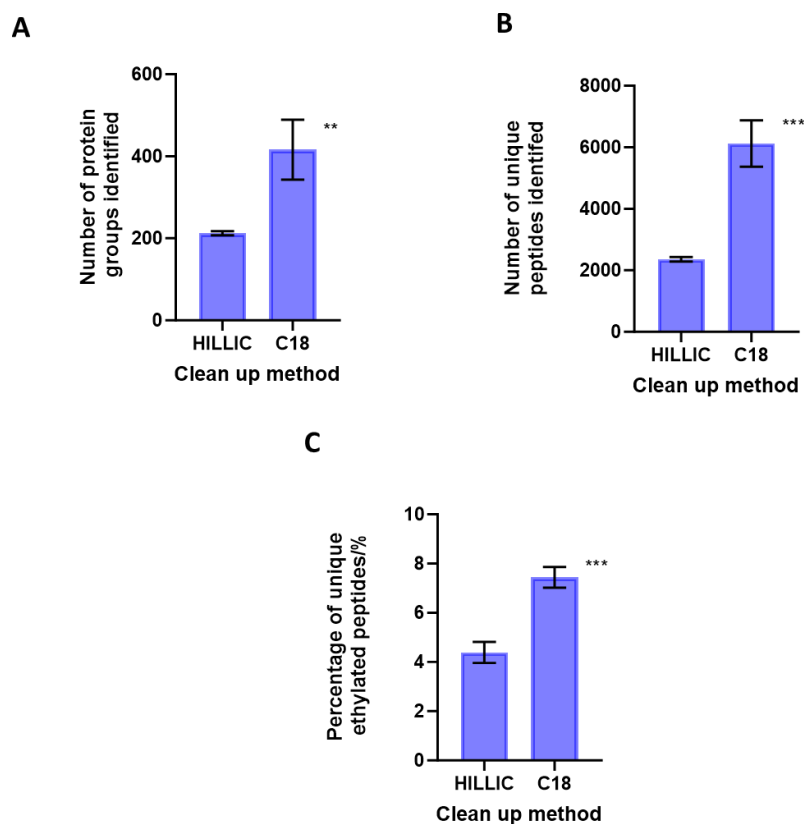 A
Number of protein
groups identified
600
400
200
0
**
HILLIC C18
Clean up method
B
Number of unique
peptides identifed
8000
6000
4000
2000
0
***
HILLIC C18
Clean up method
C
Percentage of unique
ethylated peptides/%
10
8
6
4
2
0
***
HILLIC C18
Clean up method